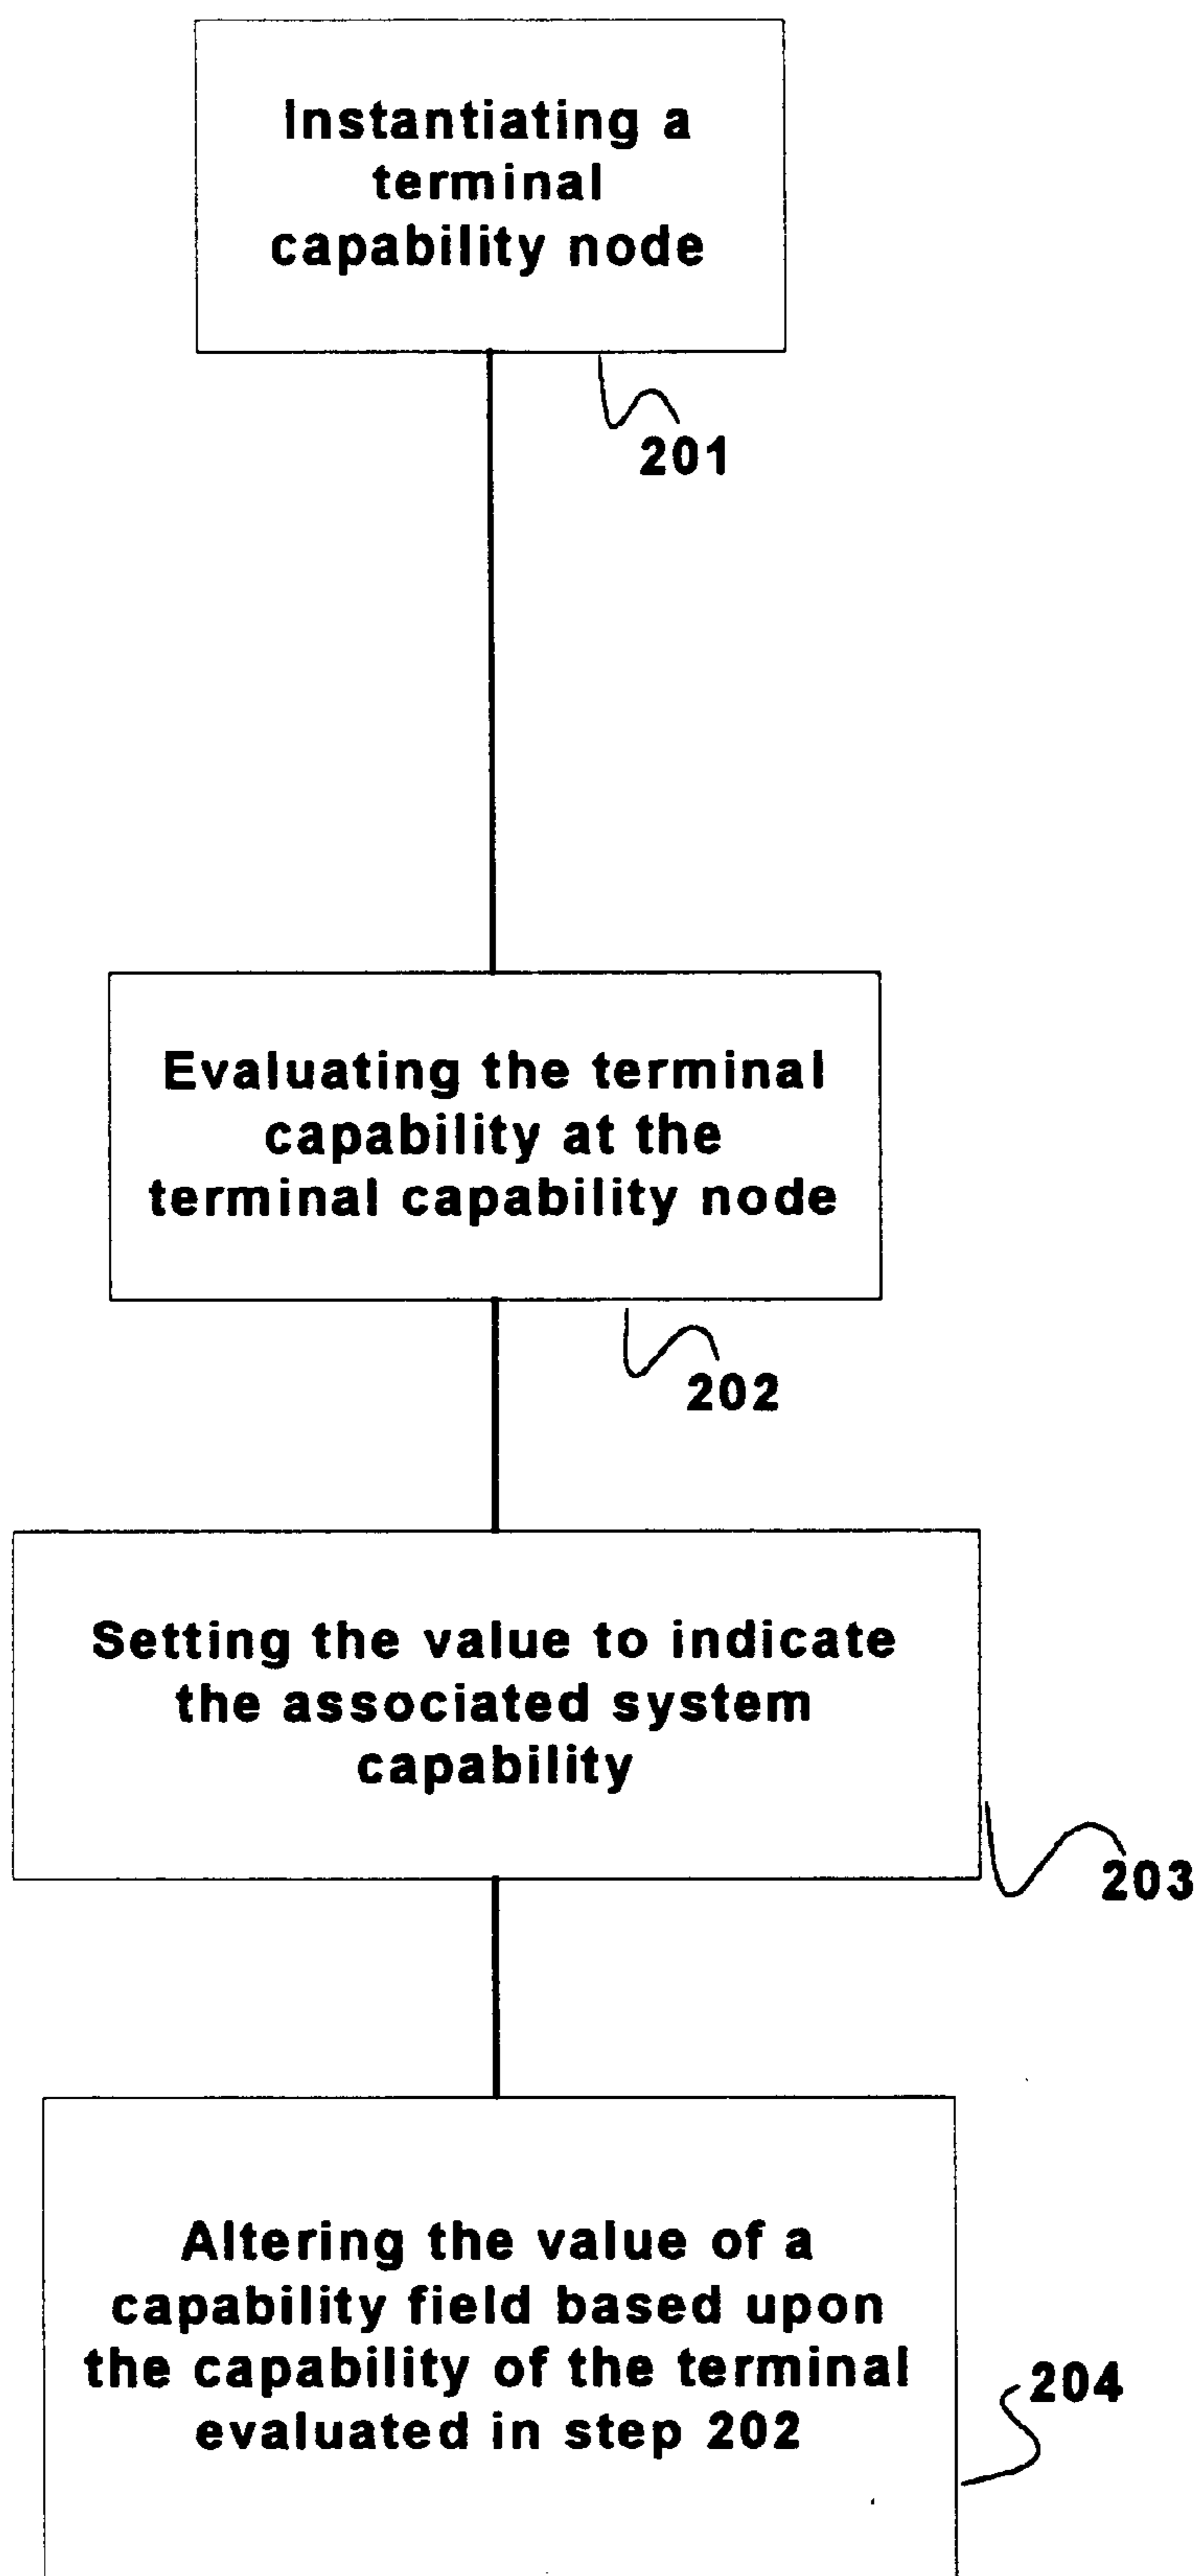 Instantiating a
terminal
capability node
201
Evaluating the terminal
capability at the
terminal capability node
202
Setting the value to indicate
the associated system
capability
203
Altering the value of a
capability field based upon
the capability of the terminal
evaluated in step 202
204